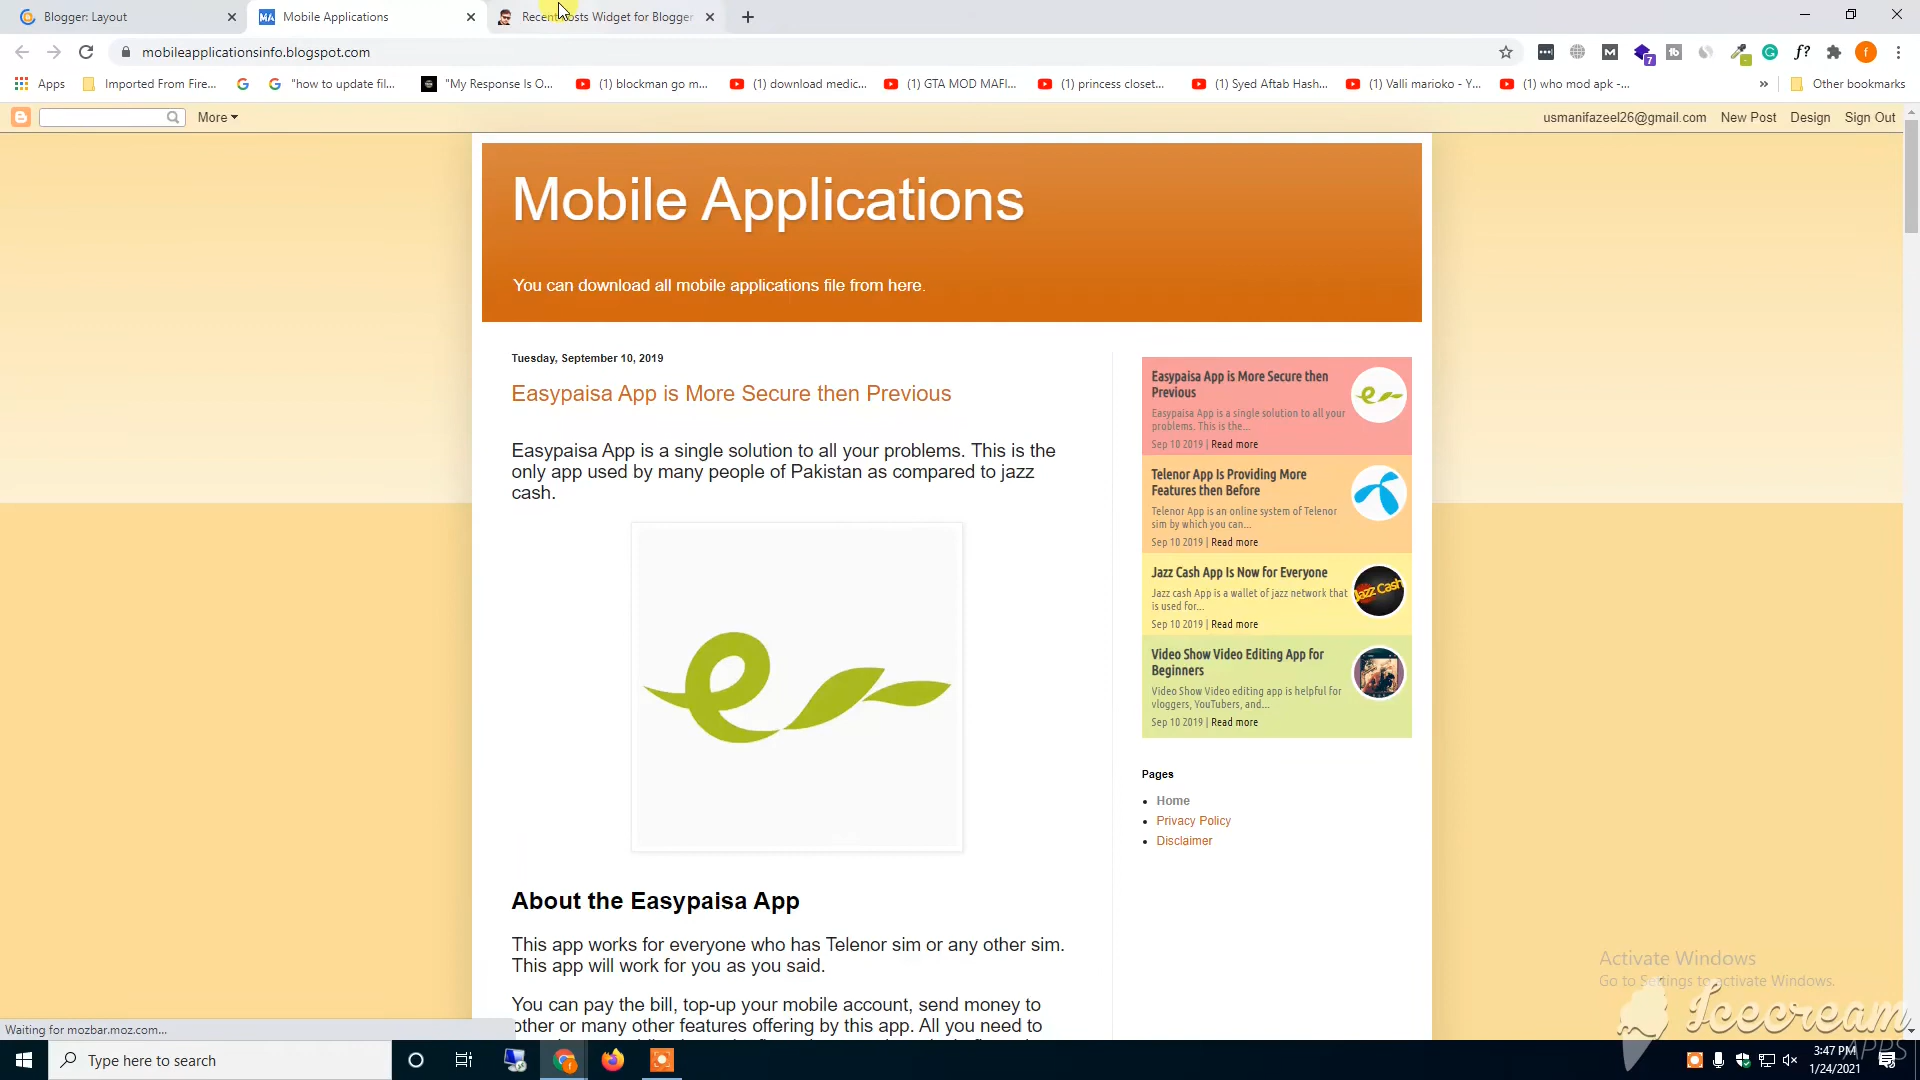 Blogger: Layout
MA Mobile Applications
Recent Posts Widget for Blogger
mobileapplicationsinfo.blogspot.com
Apps
Imported From Fire...
"how to update fil...
"My Response Is O...
(1) blockman go m...
(1) download medic...
(1) GTA MOD MAFI...
(1) princess closet...
(1) Syed Aftab Hash...
(1) Valli marioko - Y...
(1) who mod apk -...
Other bookmarks
More
usmanifazeel26@gmail.com
New Post
Design
Sign Out
Mobile Applications
You can download all mobile applications file from here.
Tuesday, September 10, 2019
Easypaisa App is More Secure then Previous
Easypaisa App is a single solution to all your problems. This is the
only app used by many people of Pakistan as compared to jazz
cash.
About the Easypaisa App
This app works for everyone who has Telenor sim or any other sim.
This app will work for you as you said.
You can pay the bill, top-up your mobile account, send money to
other or many other features offering by this app. All you need to
Easypaisa App is More Secure then
Previous
Easypaisa App is a single solution to all your
problems. This is the...
Sep 10 2019 | Read more
Telenor App Is Providing More
Features then Before
Telenor App is an online system of Telenor
sim by which you can...
Sep 10 2019 | Read more
Jazz Cash App Is Now for Everyone
Jazz cash App is a wallet of jazz network that
is used for...
Sep 10 2019 | Read more
Jazz Cash
Video Show Video Editing App for
Beginners
Video Show Video editing app is helpful for
vloggers, YouTubers, and...
Sep 10 2019 | Read more
Pages
Home
Privacy Policy
Disclaimer
Activate Windows
Go to Settings to activate Windows.
Icecream
APPS
Waiting for mozbar.moz.com...
Type here to search
3:47 PM
1/24/2021